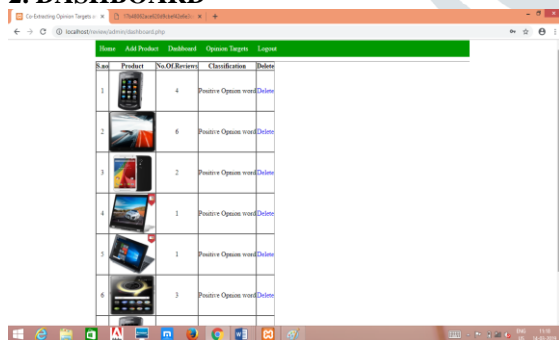 2. DASHBOARD
Co-Extracting Opinion Targets
localhost/review/admin/dashboard.php
Home Add Product Dashboard Opinion Targets Logout
S.no Product No.Of.Reviews Classification Delete
1 4 Positive Opnion word Delete
2 6 Positive Opnion word Delete
3 2 Positive Opnion word Delete
4 1 Positive Opnion word Delete
5 1 Positive Opnion word Delete
6 3 Positive Opnion word Delete
ENG